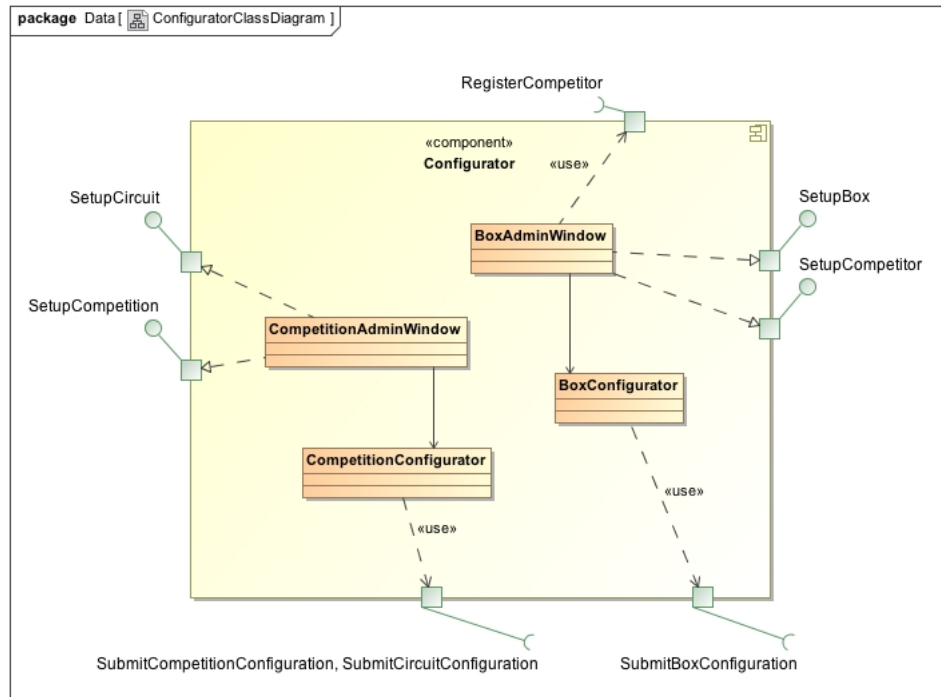 package Data [ ConfiguratorClassDiagram ]
RegisterCompetitor
«component»
Configurator
«use»
SetupCircuit
SetupBox
BoxAdminWindow
SetupCompetitor
SetupCompetition
CompetitionAdminWindow
BoxConfigurator
CompetitionConfigurator
«use»
«use»
SubmitCompetitionConfiguration, SubmitCircuitConfiguration
SubmitBoxConfiguration